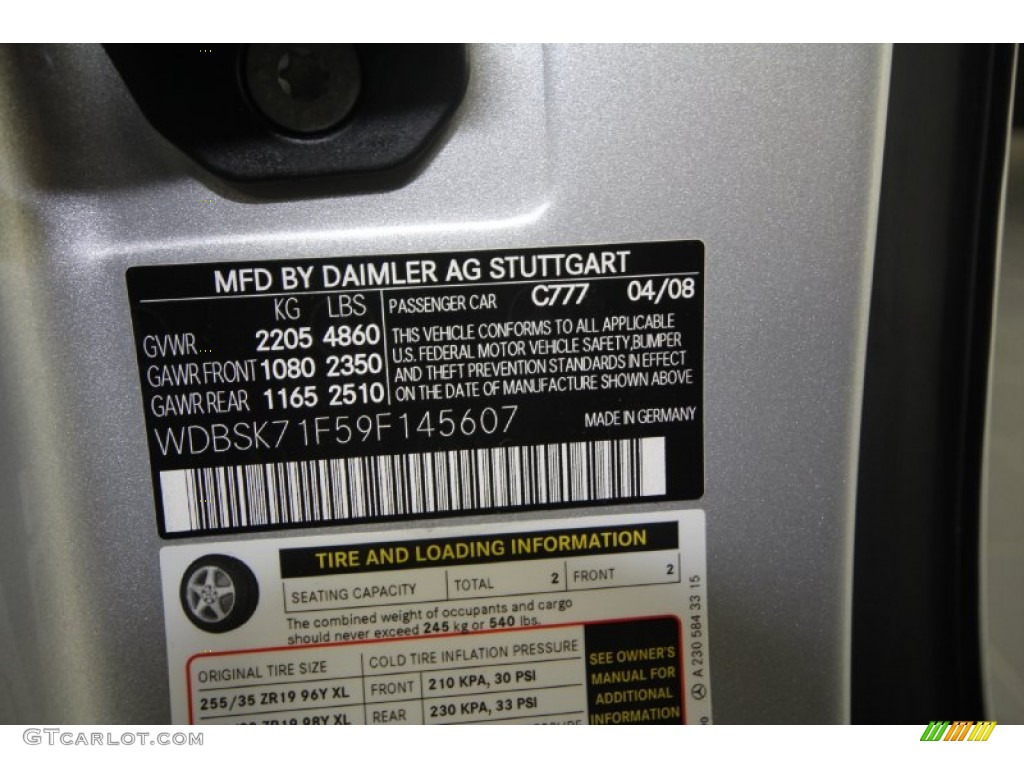 MFD BY DAIMLER AG STUTTGART
KG LBS PASSENGER CAR C777 04/08
GVWR 2205 4860
GAWR FRONT 1080 2350
GAWR REAR 1165 2510
THIS VEHICLE CONFORMS TO ALL APPLICABLE
U.S. FEDERAL MOTOR VEHICLE SAFETY,BUMPER
AND THEFT PREVENTION STANDARDS IN EFFECT
ON THE DATE OF MANUFACTURE SHOWN ABOVE
WDBSK71F59F145607 MADE IN GERMANY
TIRE AND LOADING INFORMATION
SEATING CAPACITY TOTAL 2 FRONT 2
The combined weight of occupants and cargo
should never exceed 245 kg or 540 lbs.
ORIGINAL TIRE SIZE COLD TIRE INFLATION PRESSURE
255/35 ZR19 96Y XL FRONT 210 KPA, 30 PSI
ZR19 98Y XL REAR 230 KPA, 33 PSI
SEE OWNER'S
MANUAL FOR
ADDITIONAL
INFORMATION
A 230 584 33 15
GTCARLOT.COM